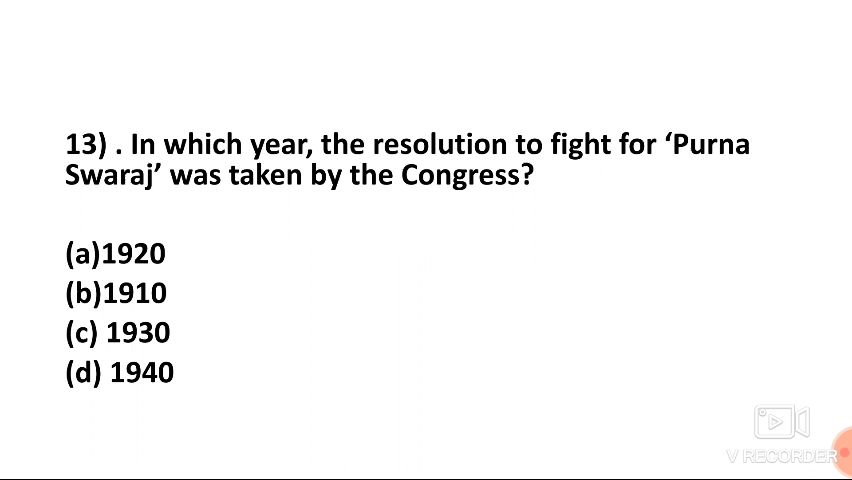 13) . In which year, the resolution to fight for ‘Purna
Swaraj’ was taken by the Congress?
(a)1920
(b)1910
(c) 1930
(d) 1940
V RECORDER